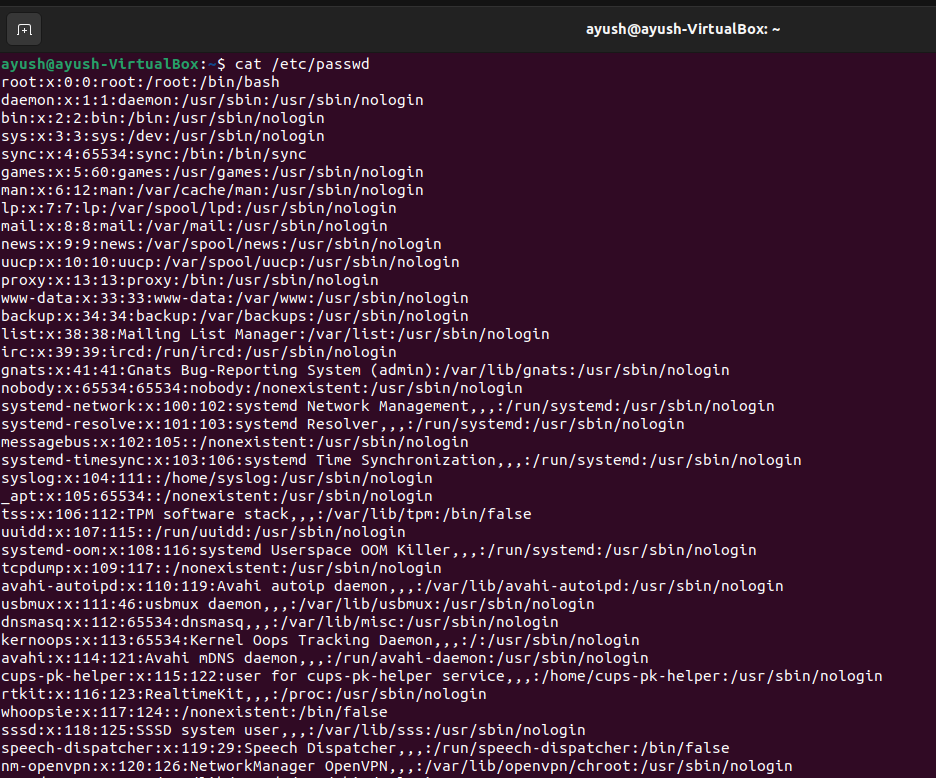 ayush@ayush-VirtualBox: ~
ayush@ayush-VirtualBox:~$ cat /etc/passwd
root:x:0:0:root:/root:/bin/bash
daemon:x:1:1:daemon:/usr/sbin:/usr/sbin/nologin
bin:x:2:2:bin:/bin:/usr/sbin/nologin
sys:x:3:3:sys:/dev:/usr/sbin/nologin
sync:x:4:65534:sync:/bin:/bin/sync
games:x:5:60:games:/usr/games:/usr/sbin/nologin
man:x:6:12:man:/var/cache/man:/usr/sbin/nologin
lp:x:7:7:lp:/var/spool/lpd:/usr/sbin/nologin
mail:x:8:8:mail:/var/mail:/usr/sbin/nologin
news:x:9:9:news:/var/spool/news:/usr/sbin/nologin
uucp:x:10:10:uucp:/var/spool/uucp:/usr/sbin/nologin
proxy:x:13:13:proxy:/bin:/usr/sbin/nologin
www-data:x:33:33:www-data:/var/www:/usr/sbin/nologin
backup:x:34:34:backup:/var/backups:/usr/sbin/nologin
list:x:38:38:Mailing List Manager:/var/list:/usr/sbin/nologin
irc:x:39:39:ircd:/run/ircd:/usr/sbin/nologin
gnats:x:41:41:Gnats Bug-Reporting System (admin):/var/lib/gnats:/usr/sbin/nologin
nobody:x:65534:65534:nobody:/nonexistent:/usr/sbin/nologin
systemd-network:x:100:102:systemd Network Management,,,:/run/systemd:/usr/sbin/nologin
systemd-resolve:x:101:103:systemd Resolver,,,:/run/systemd:/usr/sbin/nologin
messagebus:x:102:105::/nonexistent:/usr/sbin/nologin
systemd-timesync:x:103:106:systemd Time Synchronization,,,:/run/systemd:/usr/sbin/nologin
syslog:x:104:111::/home/syslog:/usr/sbin/nologin
_apt:x:105:65534::/nonexistent:/usr/sbin/nologin
tss:x:106:112:TPM software stack,,,:/var/lib/tpm:/bin/false
uuidd:x:107:115::/run/uuidd:/usr/sbin/nologin
systemd-oom:x:108:116:systemd Userspace OOM Killer,,,:/run/systemd:/usr/sbin/nologin
tcpdump:x:109:117::/nonexistent:/usr/sbin/nologin
avahi-autoipd:x:110:119:Avahi autoip daemon,,,:/var/lib/avahi-autoipd:/usr/sbin/nologin
usbmux:x:111:46:usbmux daemon,,,:/var/lib/usbmux:/usr/sbin/nologin
dnsmasq:x:112:65534:dnsmasq,,,:/var/lib/misc:/usr/sbin/nologin
kernoops:x:113:65534:Kernel Oops Tracking Daemon,,,:/:/usr/sbin/nologin
avahi:x:114:121:Avahi mDNS daemon,,,:/run/avahi-daemon:/usr/sbin/nologin
cups-pk-helper:x:115:122:user for cups-pk-helper service,,,:/home/cups-pk-helper:/usr/sbin/nologin
rtkit:x:116:123:RealtimeKit,,,:/proc:/usr/sbin/nologin
whoopsie:x:117:124::/nonexistent:/bin/false
sssd:x:118:125:SSSD system user,,,:/var/lib/sss:/usr/sbin/nologin
speech-dispatcher:x:119:29:Speech Dispatcher,,,:/run/speech-dispatcher:/bin/false
nm-openvpn:x:120:126:NetworkManager OpenVPN,,,:/var/lib/openvpn/chroot:/usr/sbin/nologin